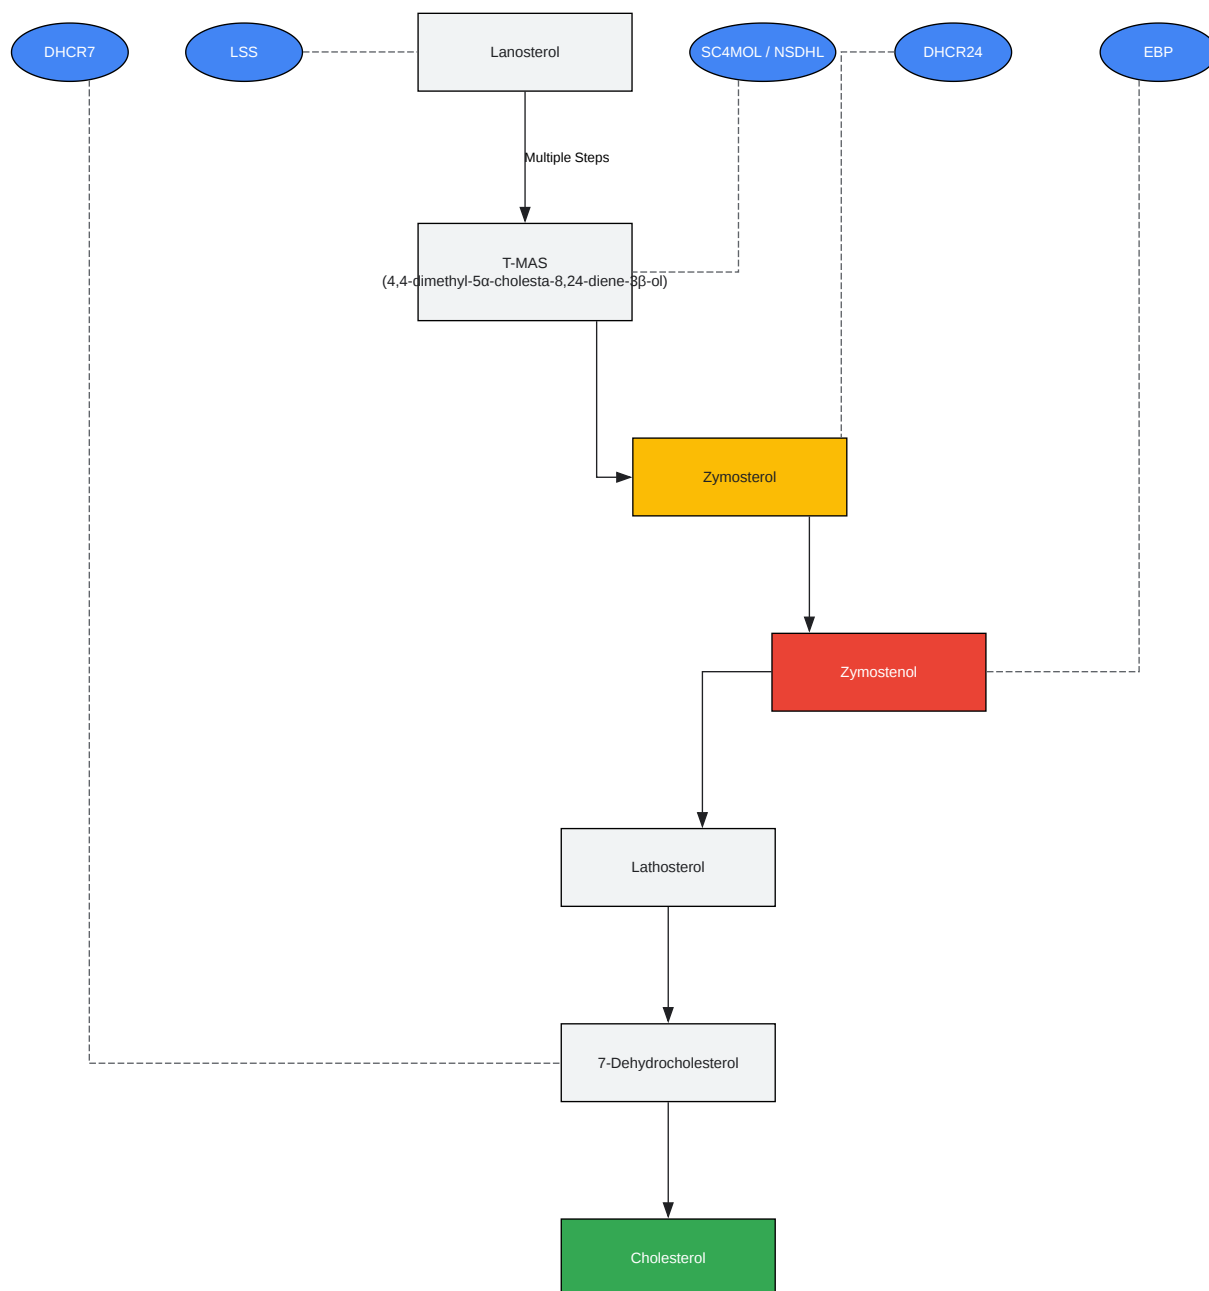 DHCR7
LSS
Lanosterol
SC4MOL / NSDHL
DHCR24
EBP
Multiple Steps
T-MAS
(4,4-dimethyl-5α-cholesta-8,24-diene-3β-ol)
Zymosterol
Zymostenol
Lathosterol
7-Dehydrocholesterol
Cholesterol